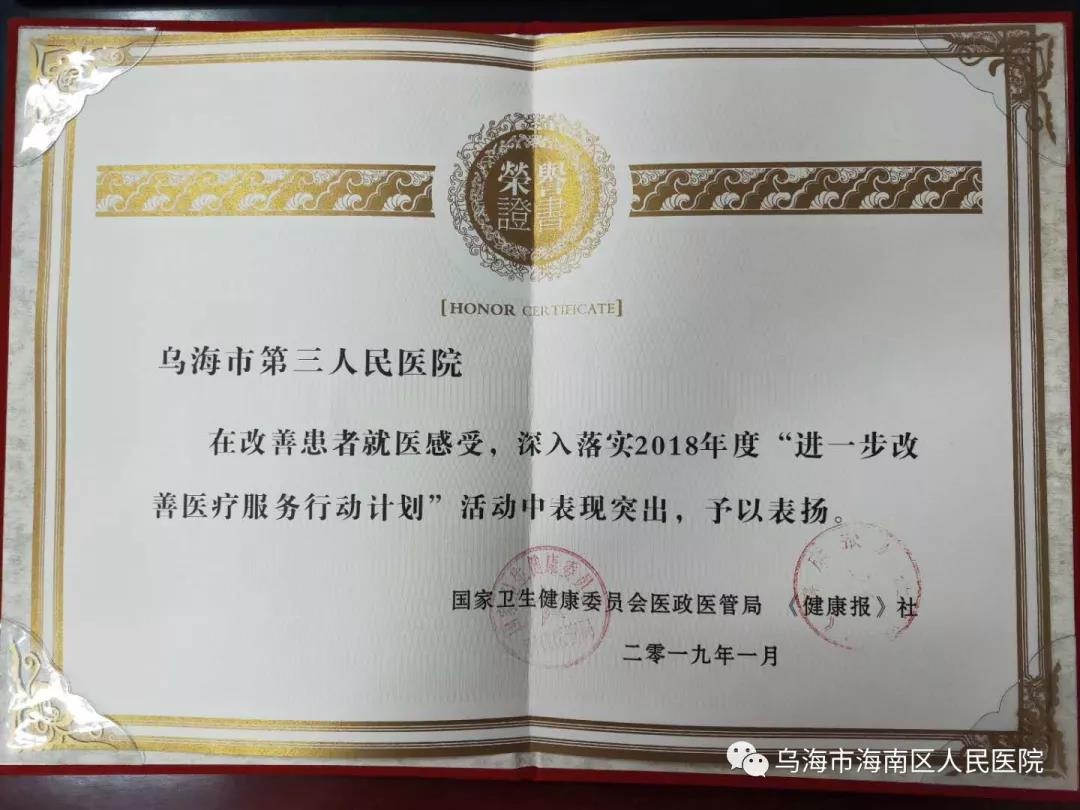 榮譽
證書
[HONOR CERTIFICATE]
乌海市第三人民医院
在改善患者就医感受，深入落实2018年度“进一步改
善医疗服务行动计划”活动中表现突出，予以表扬。
国家卫生健康委员会医政医管局 《健康报》社
二零一九年一月
乌海市海南区人民医院